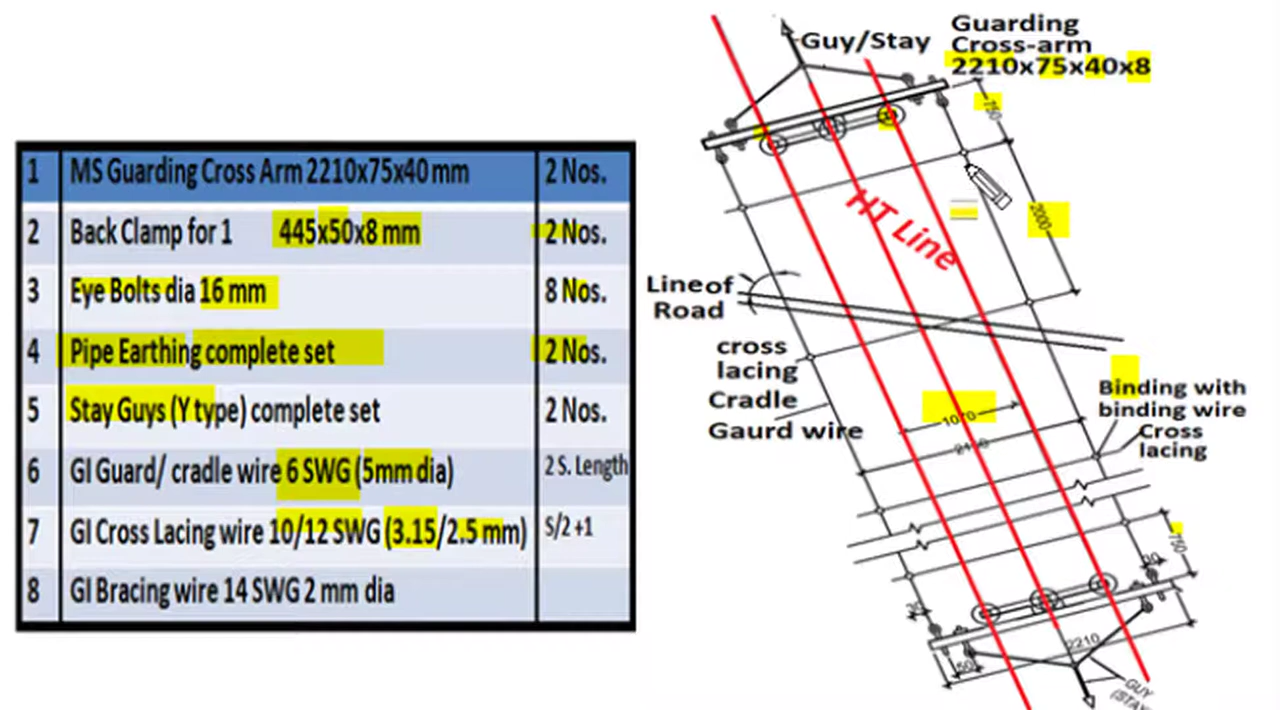 1 MS Guarding Cross Arm 2210x75x40 mm 2 Nos.
2 Back Clamp for 1 445x50x8 mm 2 Nos.
3 Eye Bolts dia 16 mm 8 Nos.
4 Pipe Earthing complete set 2 Nos.
5 Stay Guys (Y type) complete set 2 Nos.
6 GI Guard/ cradle wire 6 SWG (5mm dia) 2 S. Length
7 GI Cross Lacing wire 10/12 SWG (3.15/2.5 mm) S/2 +1
8 GI Bracing wire 14 SWG 2 mm dia
Guy/Stay
Guarding
Cross-arm
2210x75x40x8
750
2000
HT Line
Line of
Road
cross
lacing
Cradle
Gaurd wire
1070
Binding with
binding wire
Cross
lacing
750
2210
50
GUY
(STAY)